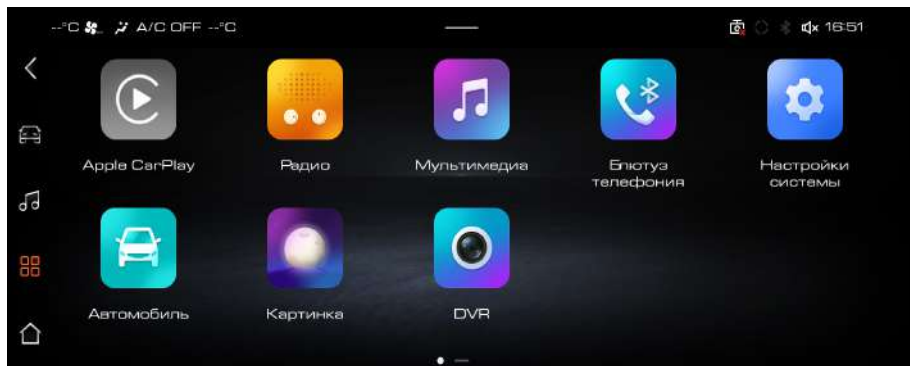 --°C A/C OFF --°C 16:51
Apple CarPlay
Радио
Мультимедиа
Блютуз
телефония
Настройки
системы
Автомобиль
Картинка
DVR